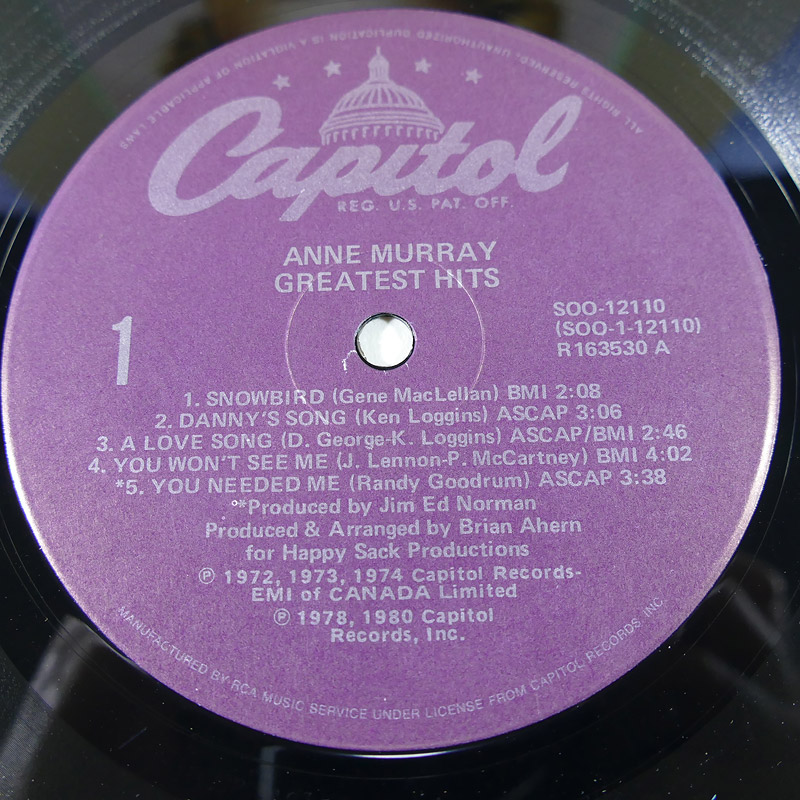 ALL RIGHTS RESERVED. UNAUTHORIZED DUPLICATION IS A VIOLATION OF APPLICABLE LAWS
Capitol
REG. U.S. PAT. OFF.
ANNE MURRAY
GREATEST HITS
1
SOO-12110
(SOO-1-12110)
R163530 A
1. SNOWBIRD (Gene MacLellan) BMI 2:08
2. DANNY'S SONG (Ken Loggins) ASCAP 3:06
3. A LOVE SONG (D. George-K. Loggins) ASCAP/BMI 2:46
4. YOU WON'T SEE ME (J. Lennon-P. McCartney) BMI 4:02
*5. YOU NEEDED ME (Randy Goodrum) ASCAP 3:38
*Produced by Jim Ed Norman
Produced & Arranged by Brian Ahern
for Happy Sack Productions
℗ 1972, 1973, 1974 Capitol Records-
EMI of CANADA Limited
℗ 1978, 1980 Capitol
Records, Inc.
MANUFACTURED BY RCA MUSIC SERVICE UNDER LICENSE FROM CAPITOL RECORDS, INC.